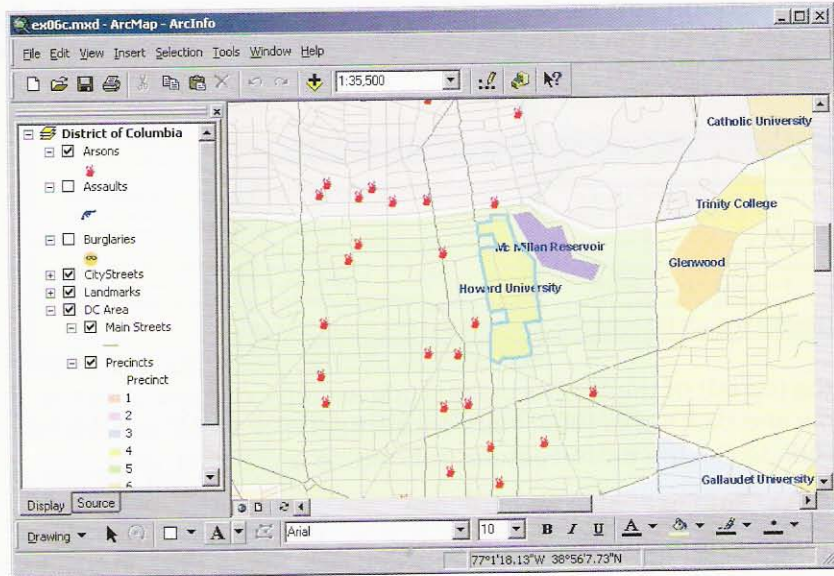 ex06c.mxd - ArcMap - ArcInfo
File Edit View Insert Selection Tools Window Help
1:35,500
District of Columbia
Arsons
Assaults
Burglaries
CityStreets
Landmarks
DC Area
Main Streets
Precincts
Precinct
1
2
3
4
5
6
Display Source
Catholic University
Trinity College
Mc Millan Reservoir
Glenwood
Howard University
Gallaudet University
Drawing A Arial 10 B I U A
77°1'18.13"W 38°56'7.73"N